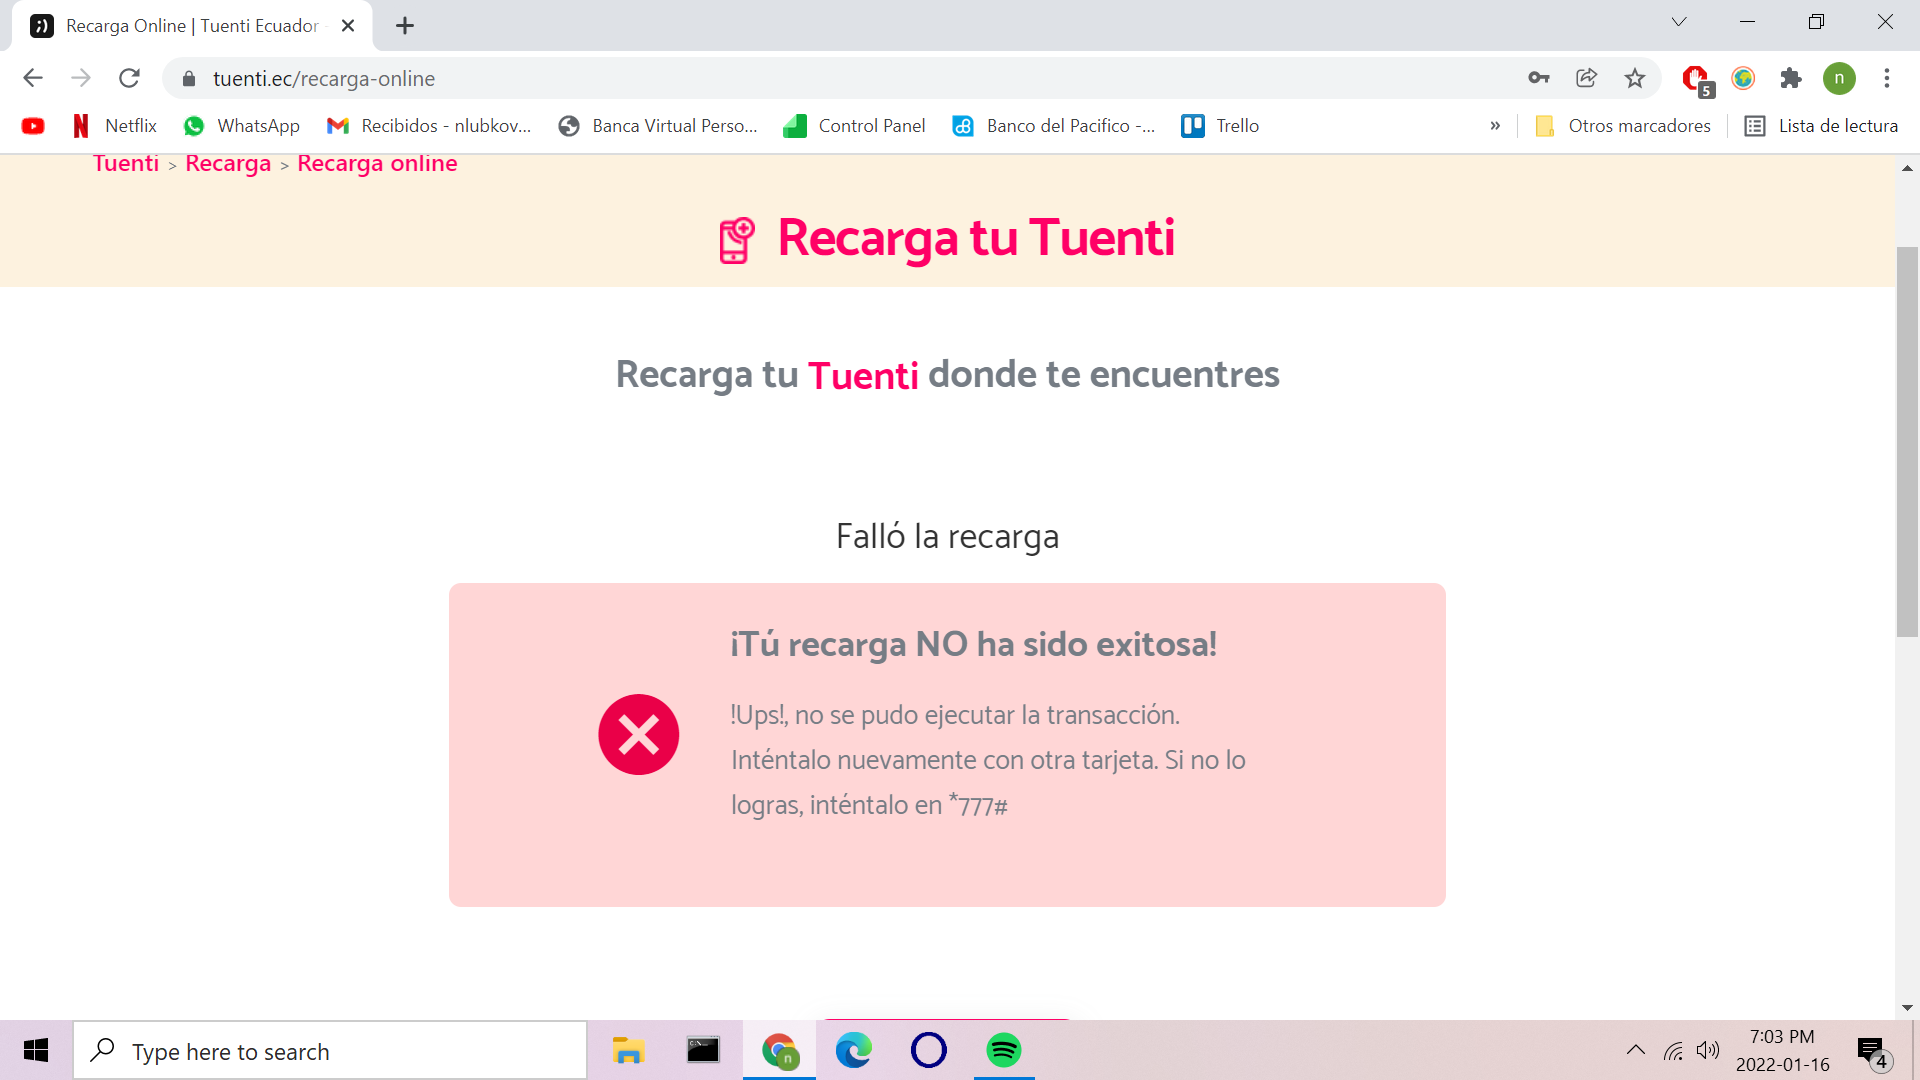 Recarga Online | Tuenti Ecuador
tuenti.ec/recarga-online
5
n
Netflix
WhatsApp
Recibidos - nlubkov...
Banca Virtual Perso...
Control Panel
Banco del Pacifico -...
Trello
»
Otros marcadores
Lista de lectura
Tuenti > Recarga > Recarga online
Recarga tu Tuenti
Recarga tu Tuenti donde te encuentres
Falló la recarga
¡Tú recarga NO ha sido exitosa!
!Ups!, no se pudo ejecutar la transacción.
Inténtalo nuevamente con otra tarjeta. Si no lo
logras, inténtalo en *777#
Type here to search
n
7:03 PM
2022-01-16
4